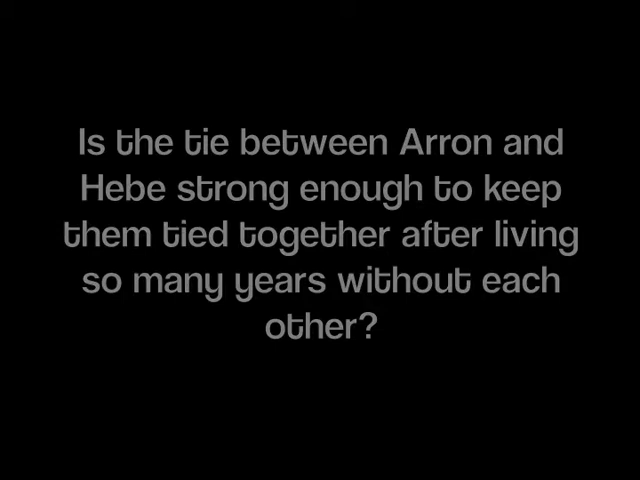 Is the tie between Arron and
Hebe strong enough to keep
them tied together after living
so many years without each
other?